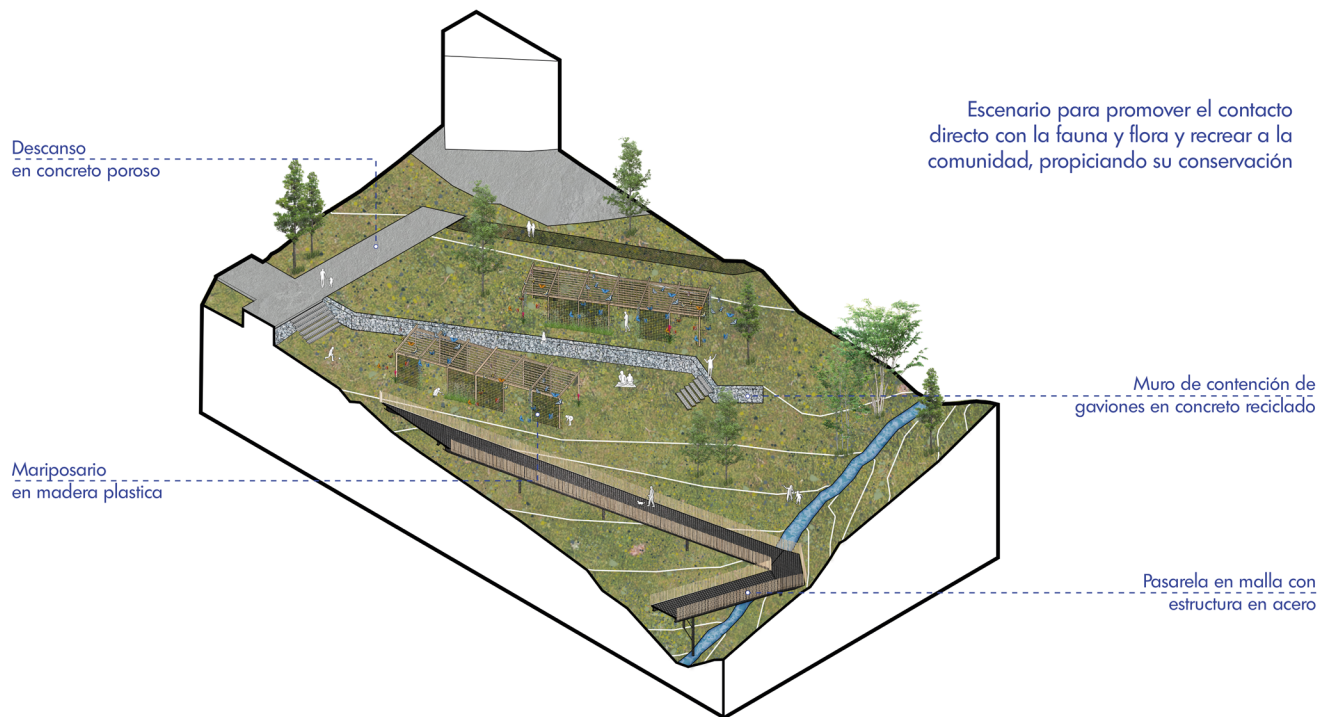 Escenario para promover el contacto
directo con la fauna y flora y recrear a la
comunidad, propiciando su conservación
Descanso
en concreto poroso
Muro de contención de
gaviones en concreto reciclado
Mariposario
en madera plastica
Pasarela en malla con
estructura en acero